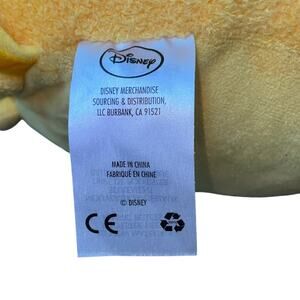 Disney
DISNEY MERCHANDISE
SOURCING & DISTRIBUTION,
LLC BURBANK, CA 91521
MADE IN CHINA
FABRIQUÉ EN CHINE
© DISNEY
CE